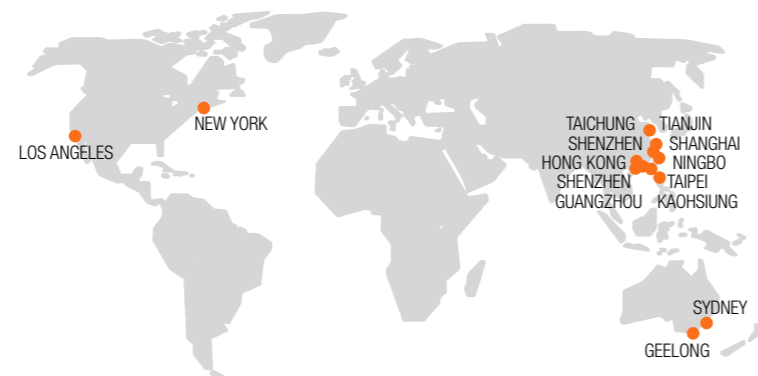 NEW YORK
LOS ANGELES
TAICHUNG TIANJIN
SHENZHEN SHANGHAI
HONG KONG NINGBO
SHENZHEN TAIPEI
GUANGZHOU KAOHSIUNG
SYDNEY
GEELONG